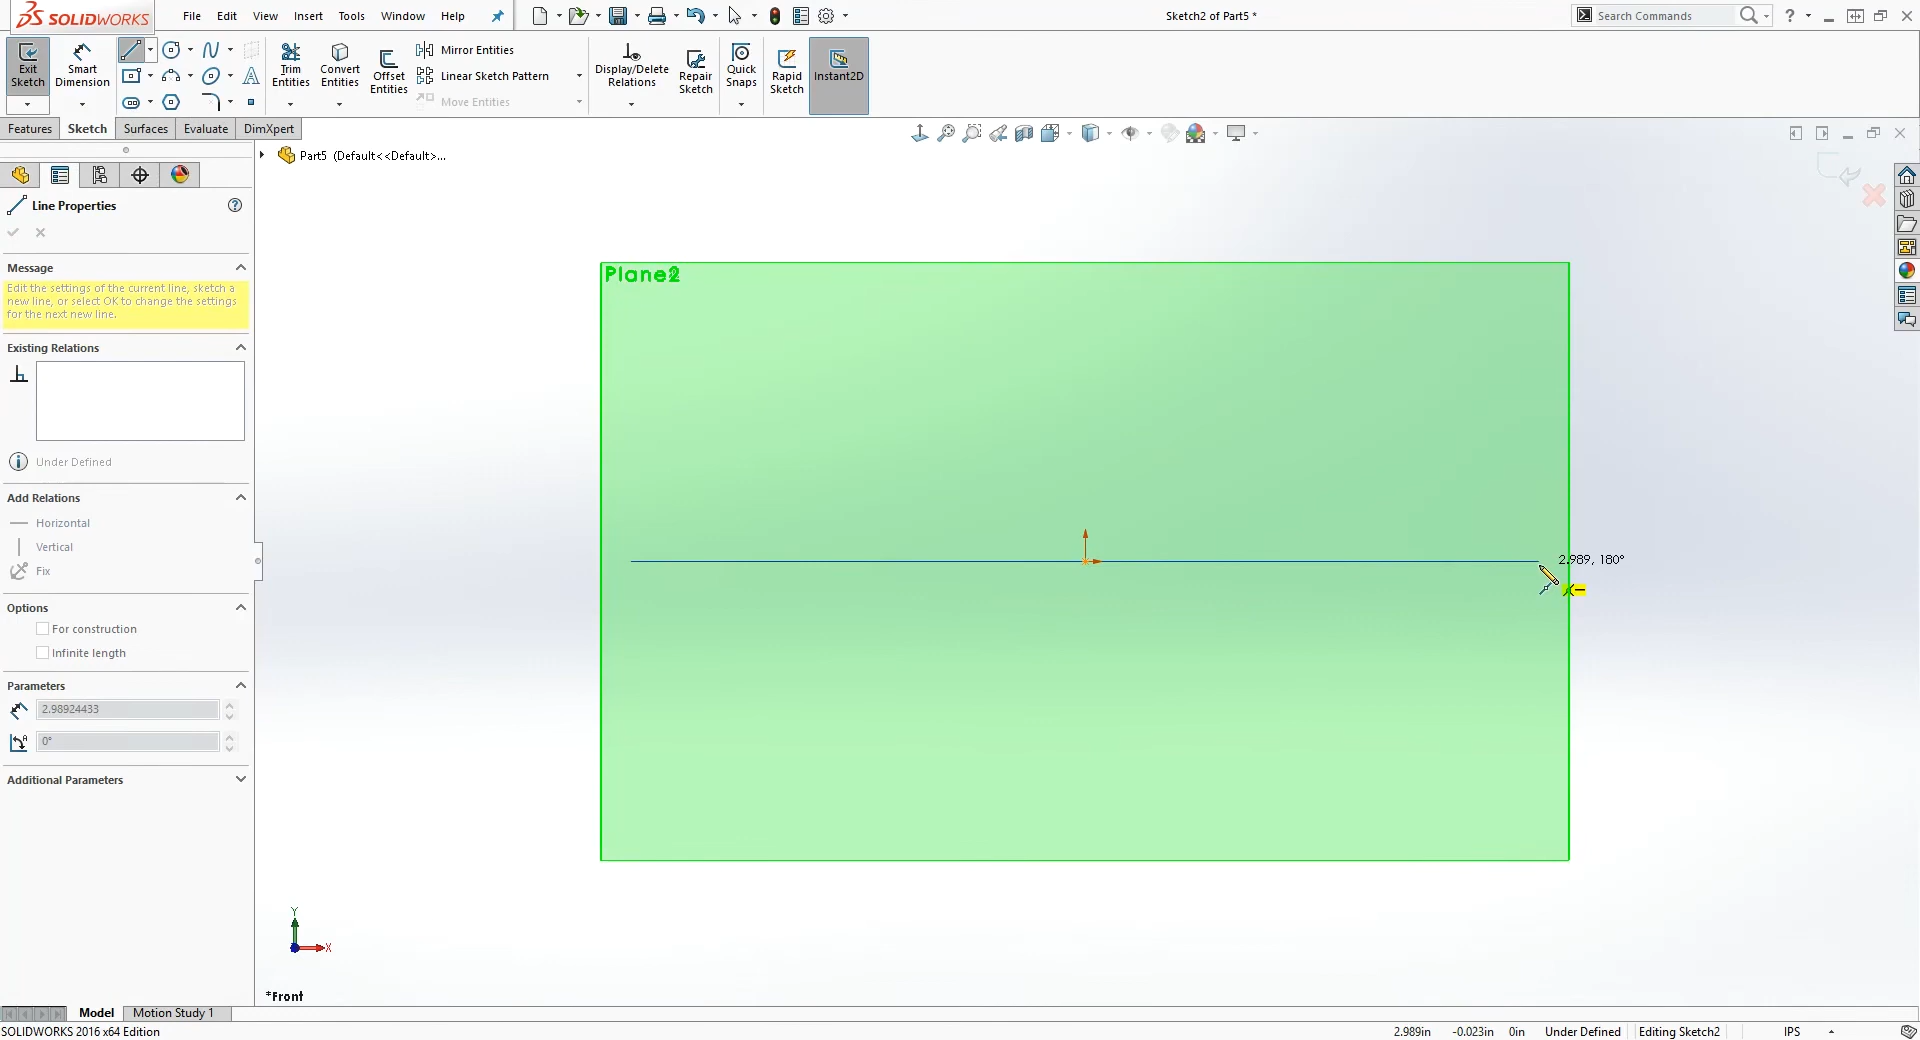 SOLIDWORKS
File Edit View Insert Tools Window Help
Sketch2 of Part5 *
Search Commands
Exit Sketch
Smart Dimension
Trim Entities
Convert Entities
Offset Entities
Mirror Entities
Linear Sketch Pattern
Move Entities
Display/Delete Relations
Repair Sketch
Quick Snaps
Rapid Sketch
Instant2D
Features Sketch Surfaces Evaluate DimXpert
Part5 (Default<<Default>...
Line Properties
Message
Edit the settings of the current line, sketch a
new line, or select OK to change the settings
for the next new line.
Existing Relations
Under Defined
Add Relations
Horizontal
Vertical
Fix
Options
For construction
Infinite length
Parameters
2.98924433
0°
Additional Parameters
Plane2
2.989, 180°
Y
X
*Front
Model Motion Study 1
SOLIDWORKS 2016 x64 Edition
2.989in -0.023in 0in Under Defined Editing Sketch2 IPS